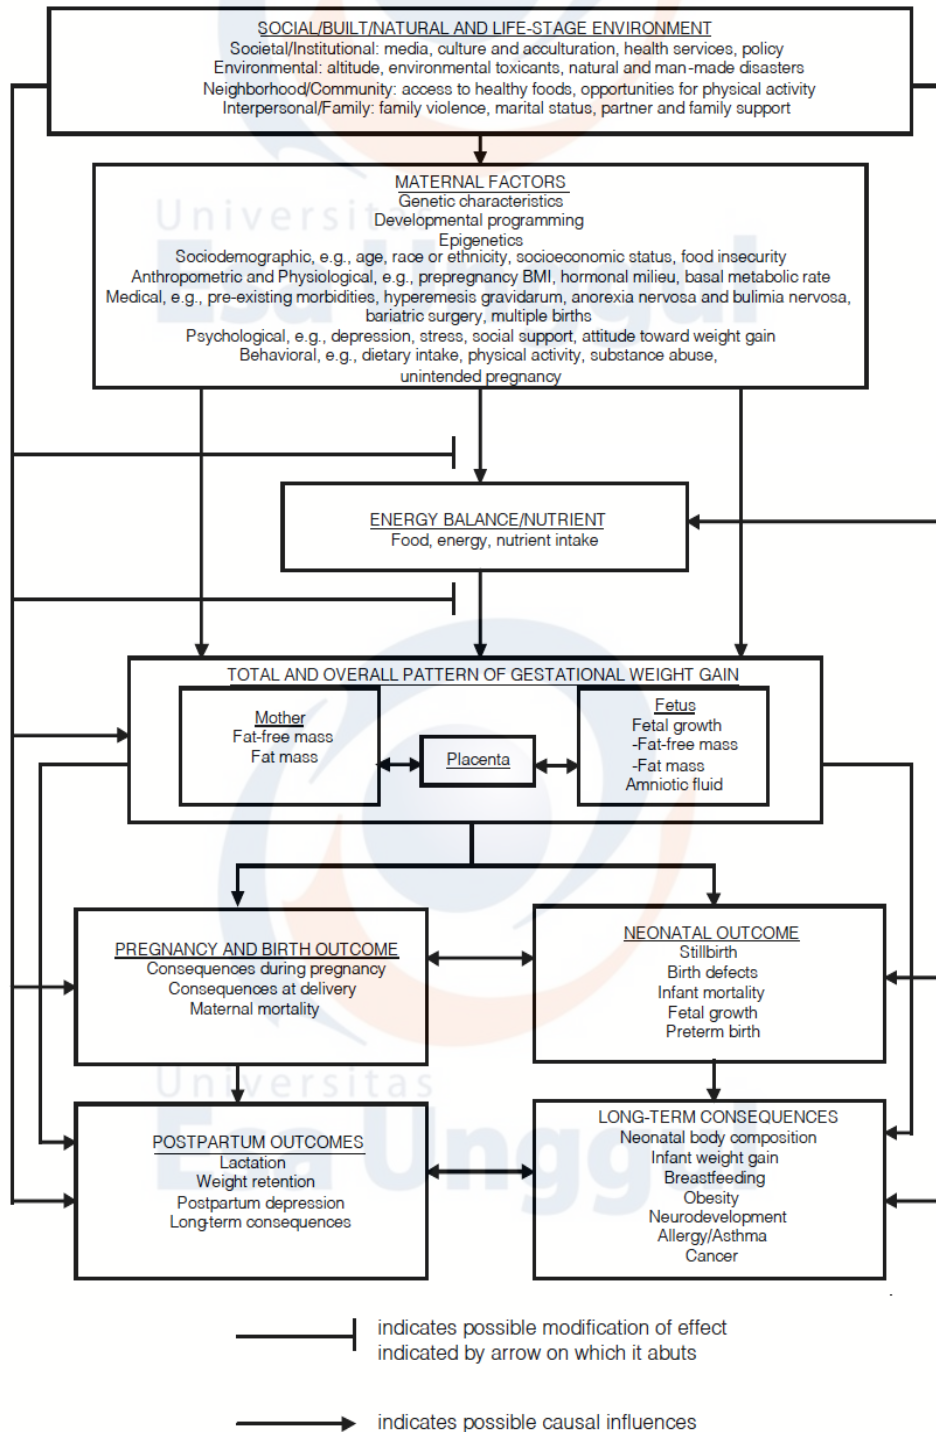 SOCIAL/BUILT/NATURAL AND LIFE-STAGE ENVIRONMENT
Societal/Institutional: media, culture and acculturation, health services, policy
Environmental: altitude, environmental toxicants, natural and man-made disasters
Neighborhood/Community: access to healthy foods, opportunities for physical activity
Interpersonal/Family: family violence, marital status, partner and family support
MATERNAL FACTORS
Genetic characteristics
Developmental programming
Epigenetics
Sociodemographic, e.g., age, race or ethnicity, socioeconomic status, food insecurity
Anthropometric and Physiological, e.g., prepregnancy BMI, hormonal milieu, basal metabolic rate
Medical, e.g., pre-existing morbidities, hyperemesis gravidarum, anorexia nervosa and bulimia nervosa,
bariatric surgery, multiple births
Psychological, e.g., depression, stress, social support, attitude toward weight gain
Behavioral, e.g., dietary intake, physical activity, substance abuse,
unintended pregnancy
Universitas
Esa Unggul
ENERGY BALANCE/NUTRIENT
Food, energy, nutrient intake
TOTAL AND OVERALL PATTERN OF GESTATIONAL WEIGHT GAIN
Mother
Fat-free mass
Fat mass
Placenta
Fetus
Fetal growth
-Fat-free mass
-Fat mass
Amniotic fluid
PREGNANCY AND BIRTH OUTCOME
Consequences during pregnancy
Consequences at delivery
Maternal mortality
NEONATAL OUTCOME
Stillbirth
Birth defects
Infant mortality
Fetal growth
Preterm birth
Universitas
Esa Unggul
POSTPARTUM OUTCOMES
Lactation
Weight retention
Postpartum depression
Long-term consequences
LONG-TERM CONSEQUENCES
Neonatal body composition
Infant weight gain
Breastfeeding
Obesity
Neurodevelopment
Allergy/Asthma
Cancer
indicates possible modification of effect
indicated by arrow on which it abuts
indicates possible causal influences